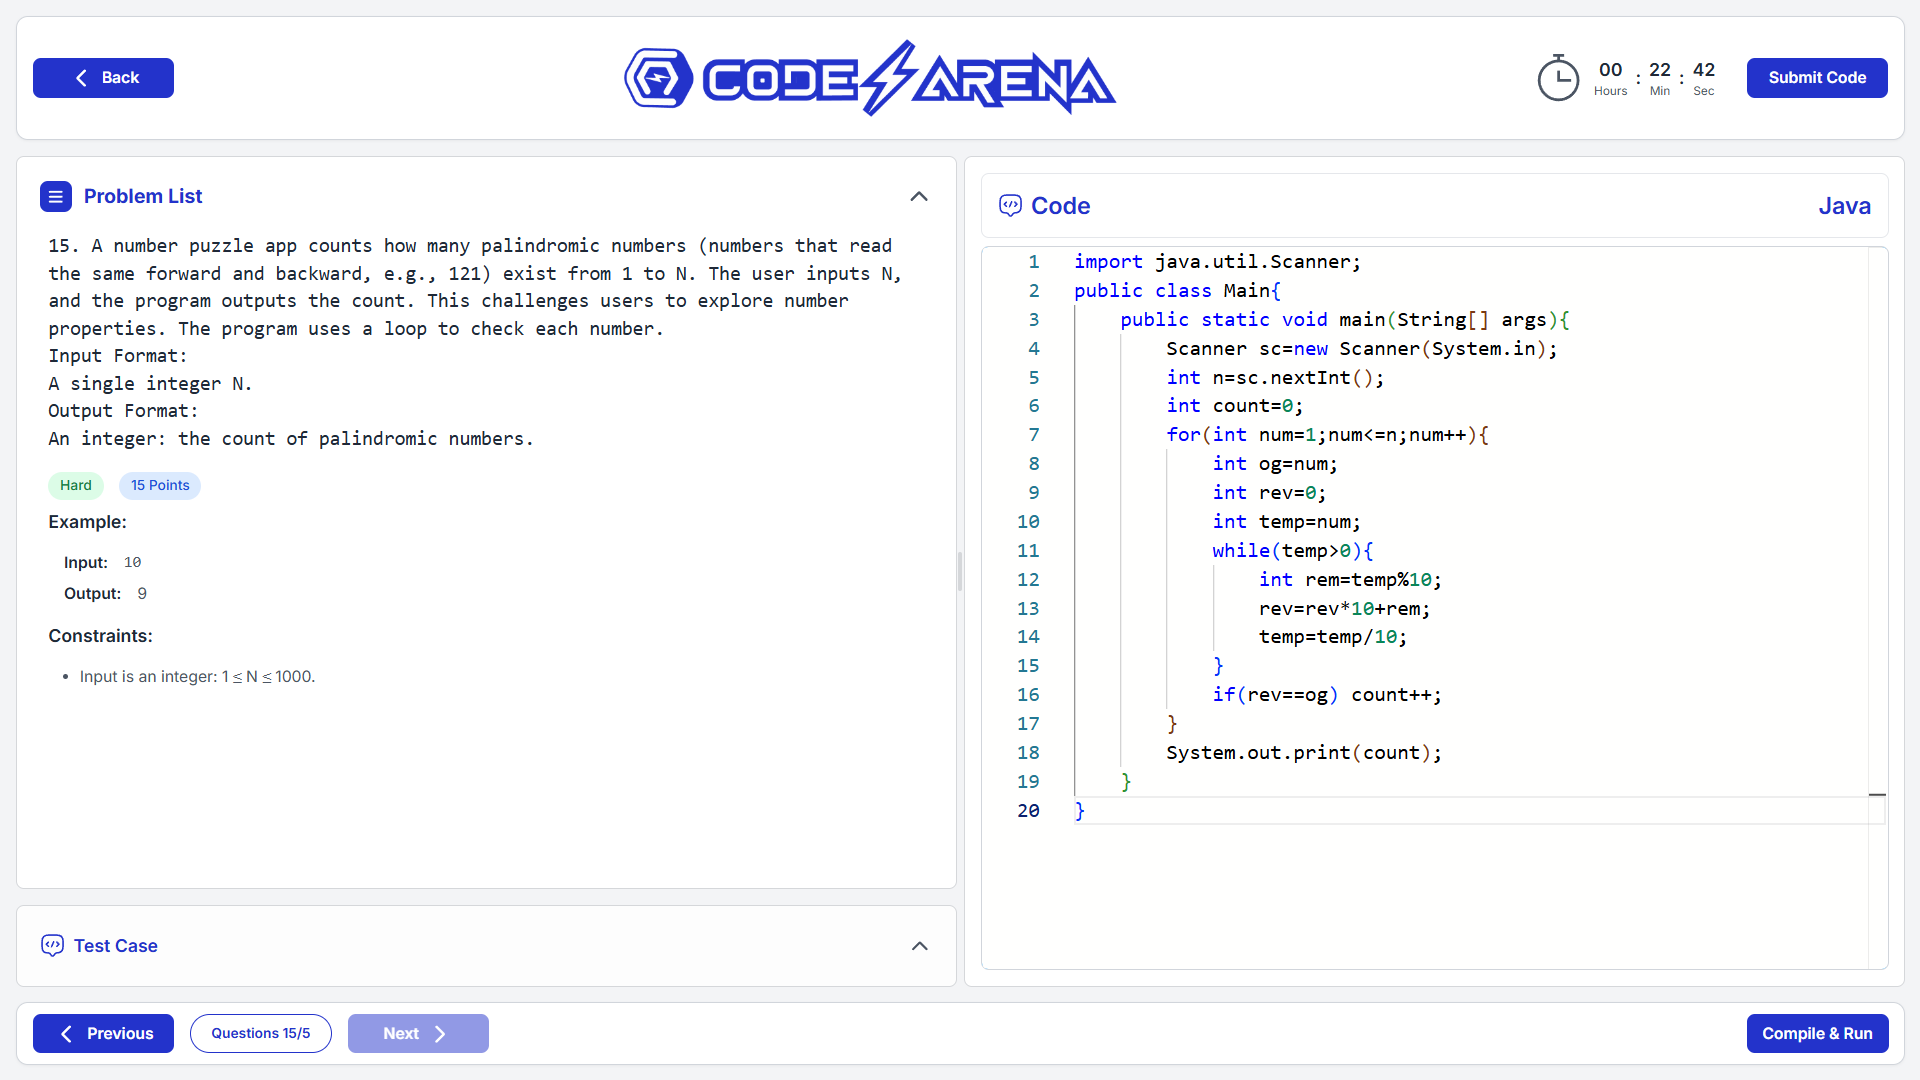 Back
CODE ARENA
00 : 22 : 42
Hours Min Sec
Submit Code
Problem List
15. A number puzzle app counts how many palindromic numbers (numbers that read
the same forward and backward, e.g., 121) exist from 1 to N. The user inputs N,
and the program outputs the count. This challenges users to explore number
properties. The program uses a loop to check each number.
Input Format:
A single integer N.
Output Format:
An integer: the count of palindromic numbers.
Hard 15 Points
Example:
Input: 10
Output: 9
Constraints:
• Input is an integer: 1 ≤ N ≤ 1000.
Test Case
Code Java
1 import java.util.Scanner;
2 public class Main{
3     public static void main(String[] args){
4         Scanner sc=new Scanner(System.in);
5         int n=sc.nextInt();
6         int count=0;
7         for(int num=1;num<=n;num++){
8             int og=num;
9             int rev=0;
10             int temp=num;
11             while(temp>0){
12                 int rem=temp%10;
13                 rev=rev*10+rem;
14                 temp=temp/10;
15             }
16             if(rev==og) count++;
17         }
18         System.out.print(count);
19     }
20 }
Previous
Questions 15/5
Next
Compile & Run